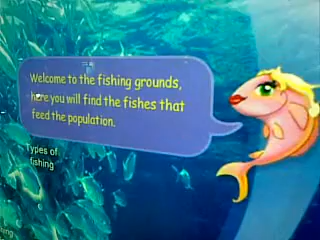 Welcome to the fishing grounds,
here you will find the fishes that
feed the population.
Types of
fishing